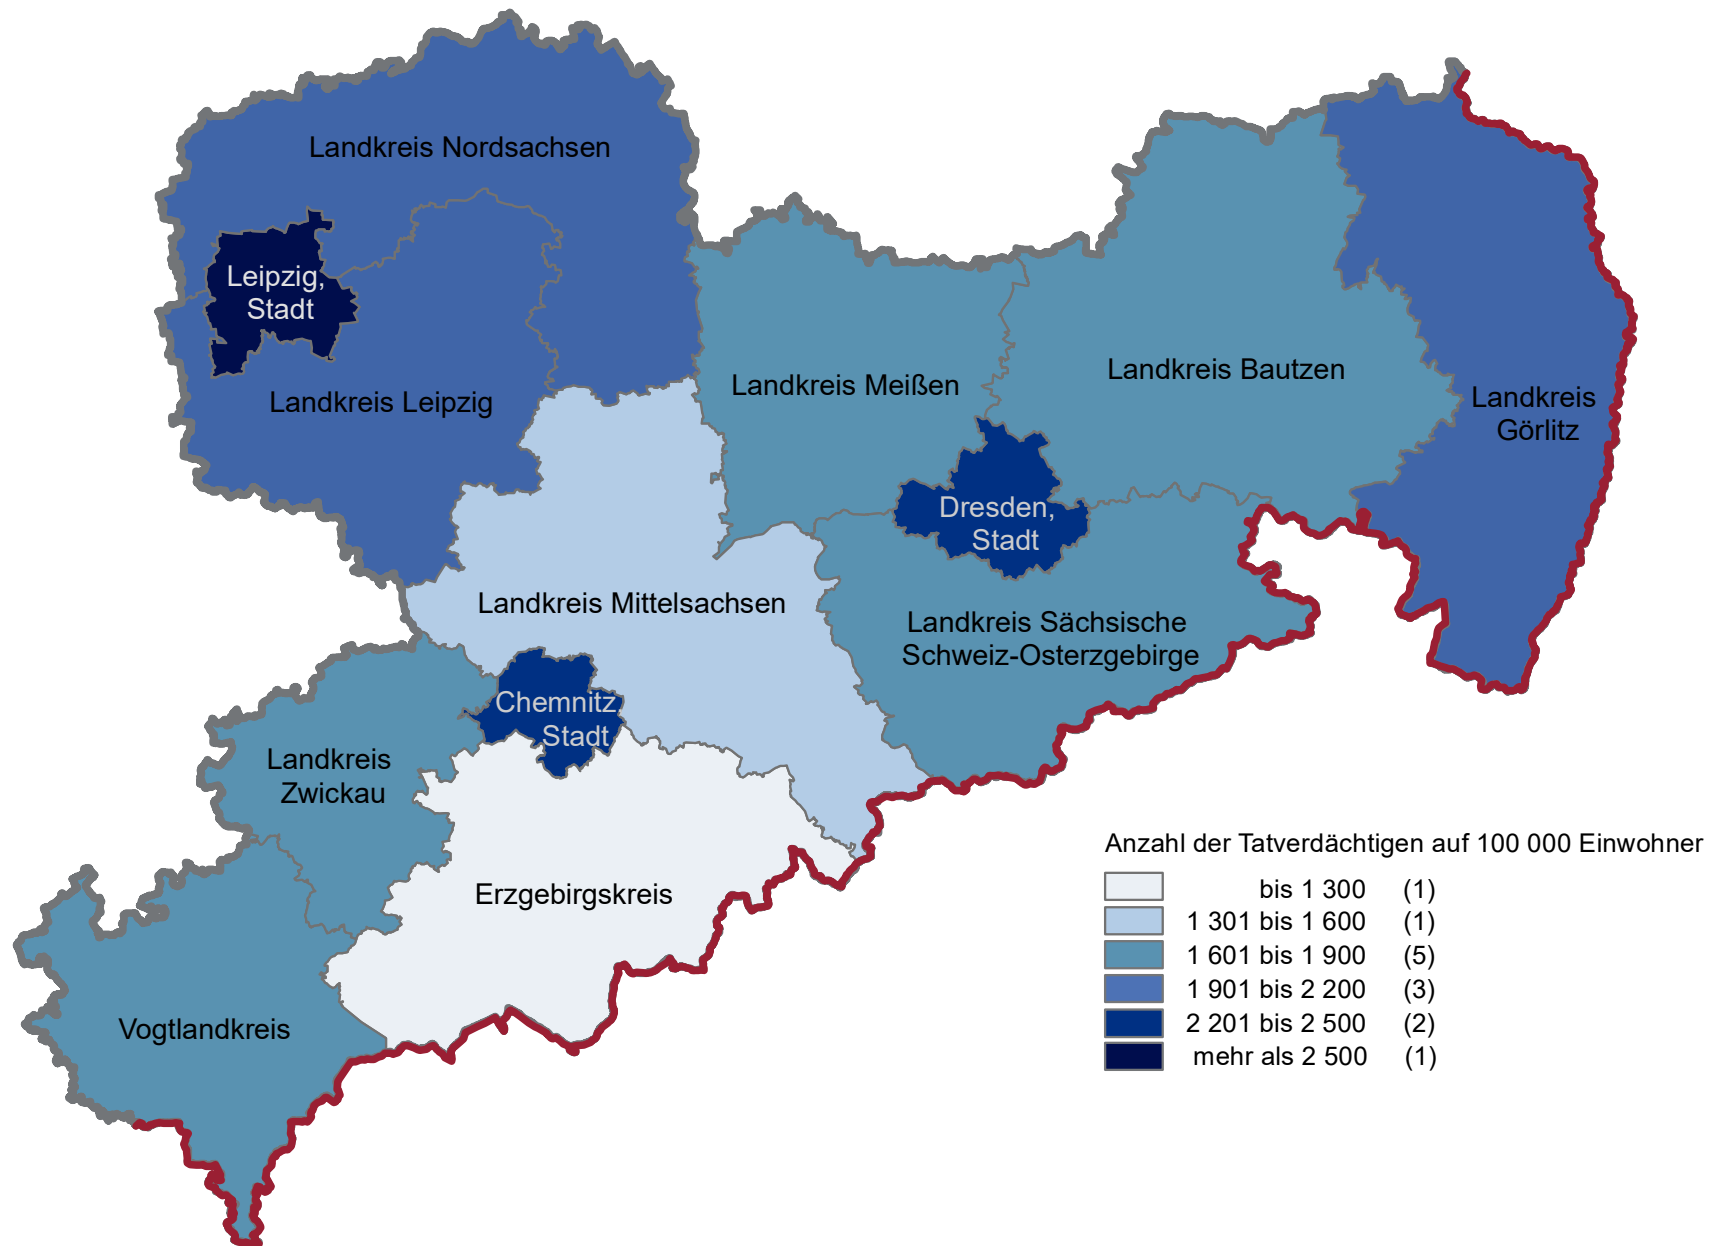 Landkreis Nordsachsen
Leipzig,
Stadt
Landkreis Leipzig
Landkreis Meißen
Landkreis Bautzen
Landkreis
Görlitz
Dresden,
Stadt
Landkreis Mittelsachsen
Landkreis Sächsische
Schweiz-Osterzgebirge
Chemnitz
Stadt
Landkreis
Zwickau
Erzgebirgskreis
Vogtlandkreis
Anzahl der Tatverdächtigen auf 100 000 Einwohner
bis 1 300 (1)
1 301 bis 1 600 (1)
1 601 bis 1 900 (5)
1 901 bis 2 200 (3)
2 201 bis 2 500 (2)
mehr als 2 500 (1)